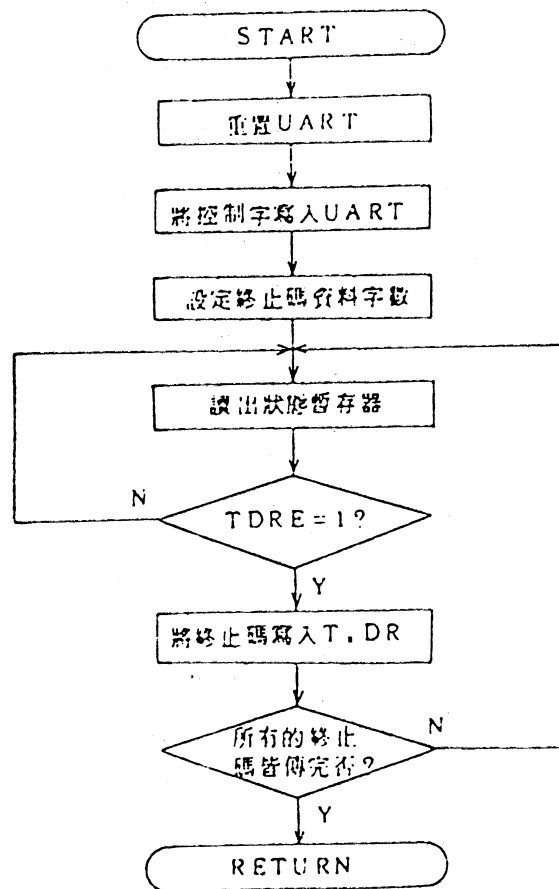 START
重置UART
將控制字寫入UART
設定終止碼資料字數
讀出狀態暫存器
N
TDRE=1?
Y
將終止碼寫入T.DR
所有的終止
碼皆傳完否?
N
Y
RETURN